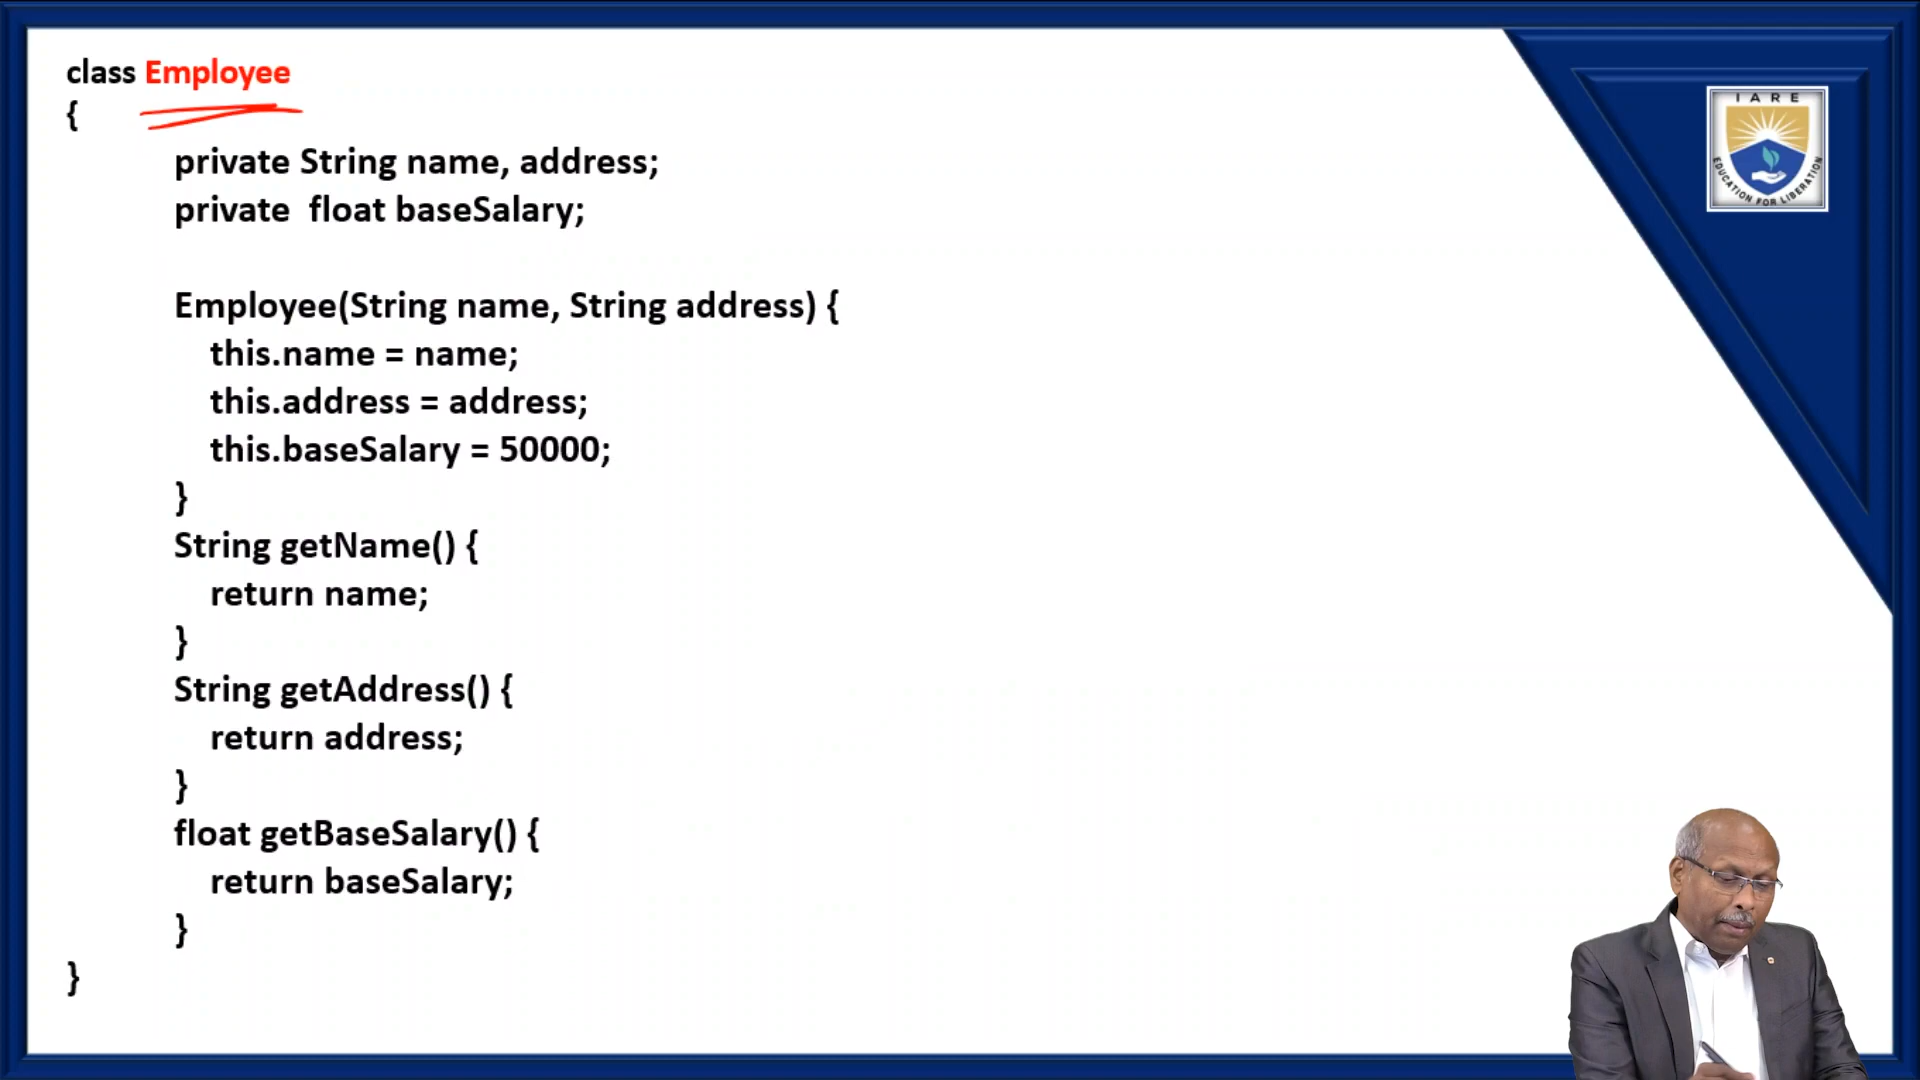 class Employee
{
private String name, address;
private float baseSalary;
Employee(String name, String address) {
this.name = name;
this.address = address;
this.baseSalary = 50000;
}
String getName() {
return name;
}
String getAddress() {
return address;
}
float getBaseSalary() {
return baseSalary;
}
}
IARE
EDUCATION FOR LIBERATION